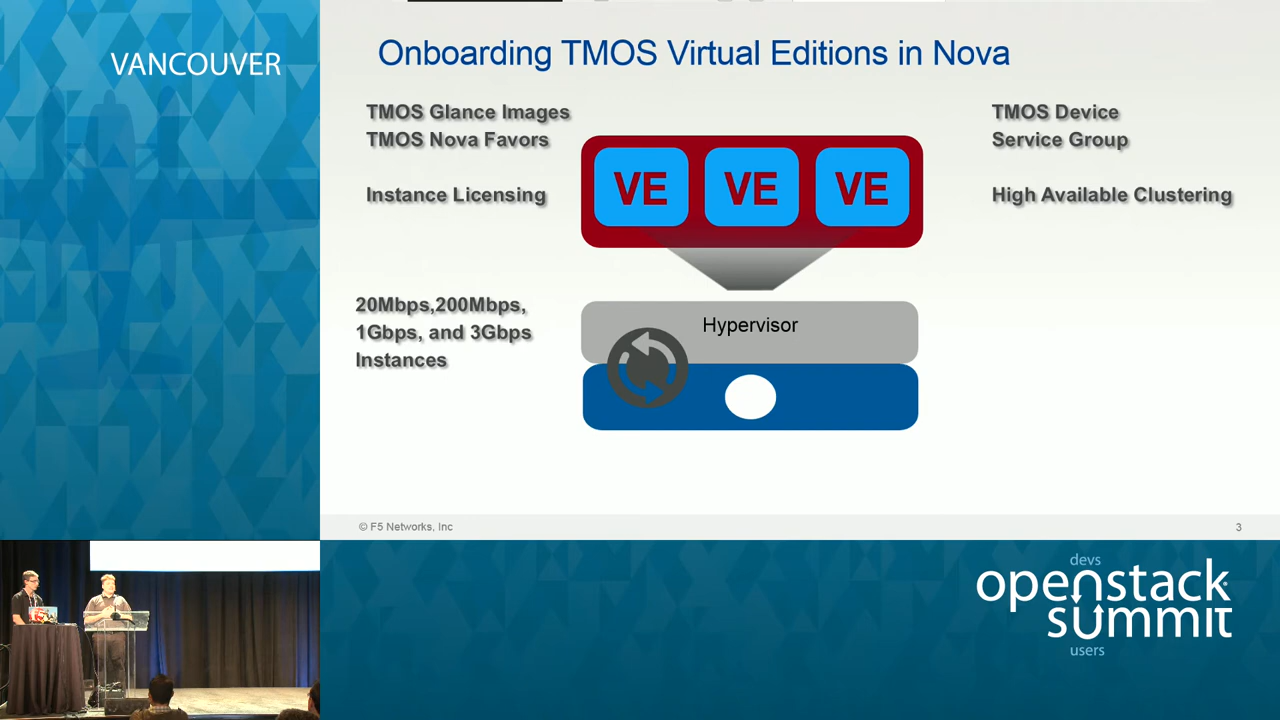 VANCOUVER
Onboarding TMOS Virtual Editions in Nova
TMOS Glance Images
TMOS Nova Favors
Instance Licensing
VE VE VE
TMOS Device
Service Group
High Available Clustering
20Mbps,200Mbps,
1Gbps, and 3Gbps
Instances
Hypervisor
© F5 Networks, Inc
3
devs
openstack
summit
users